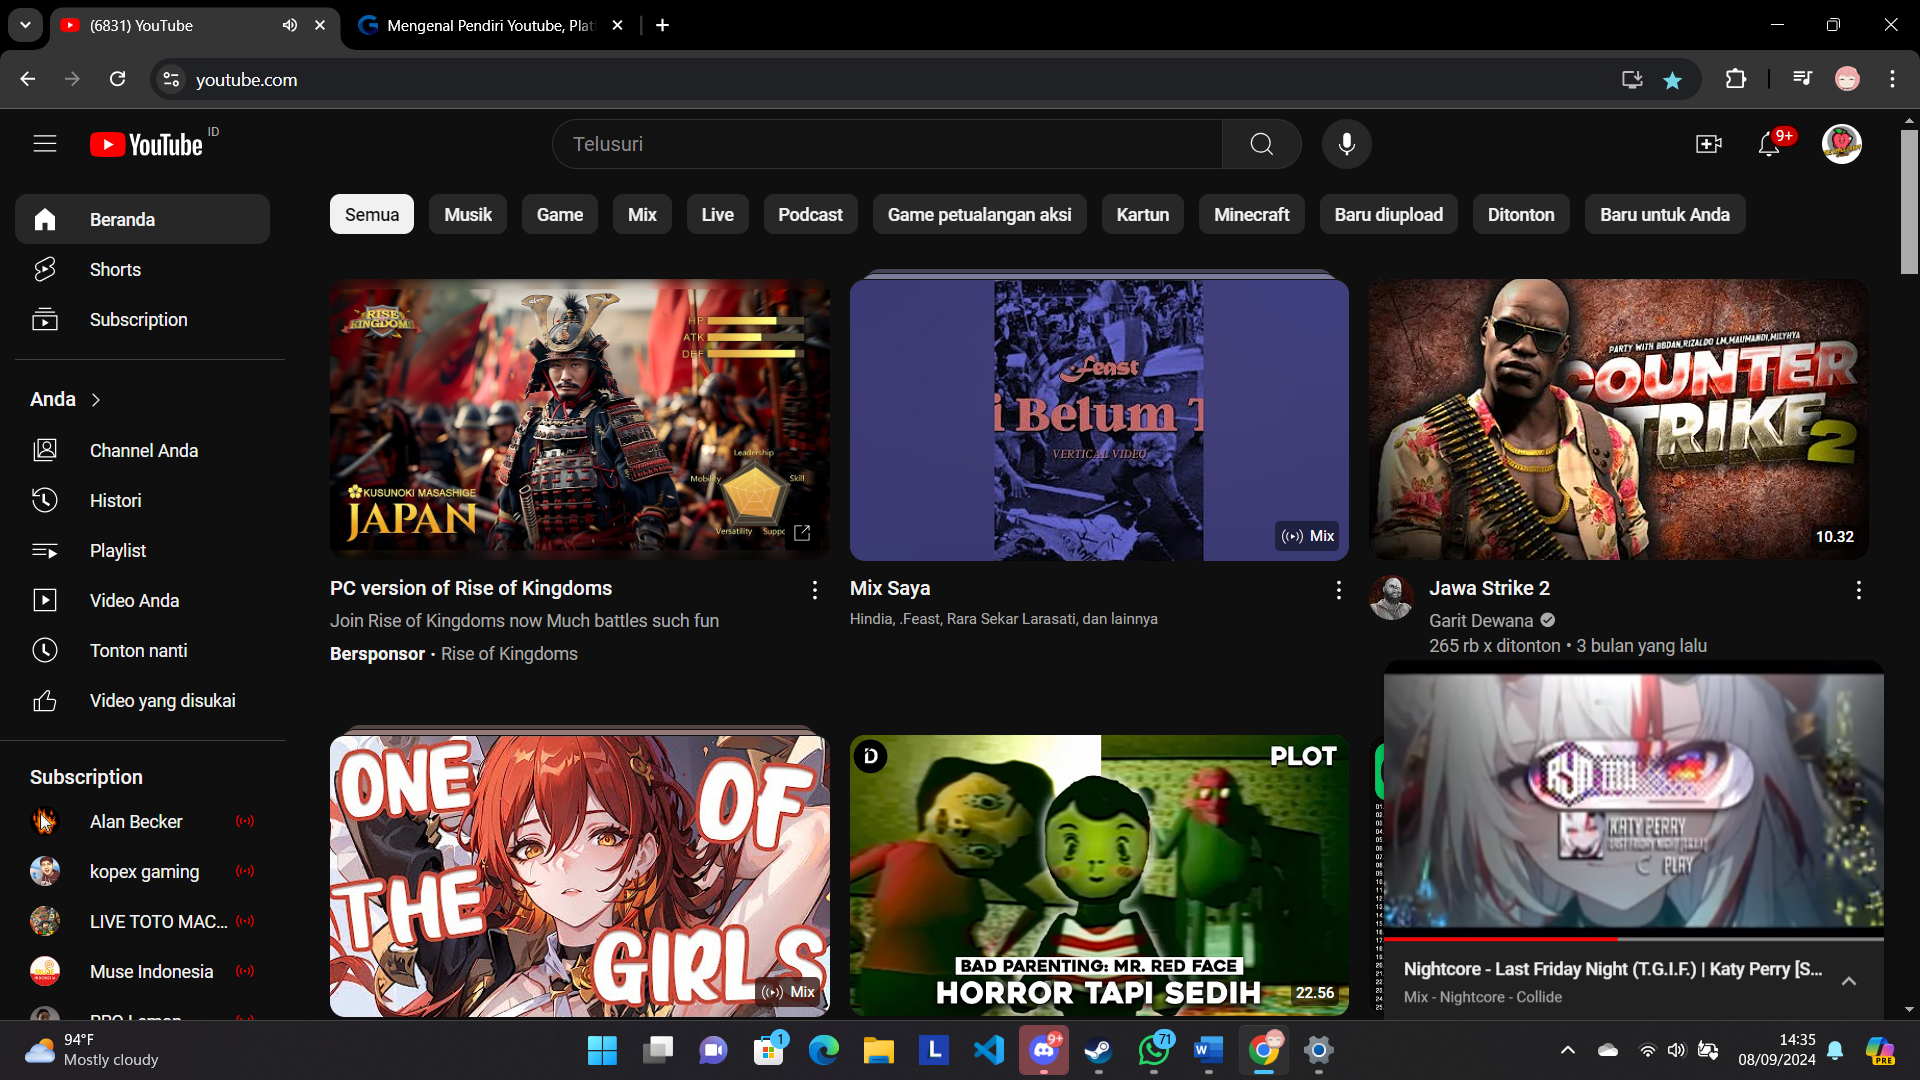 (6831) YouTube
Mengenal Pendiri Youtube, Plat
youtube.com
YouTube ID
Telusuri
9+
Semua
Musik
Game
Mix
Live
Podcast
Game petualangan aksi
Kartun
Minecraft
Baru diupload
Ditonton
Baru untuk Anda
Beranda
Shorts
Subscription
Anda
Channel Anda
Histori
Playlist
Video Anda
Tonton nanti
Video yang disukai
Subscription
Alan Becker
kopex gaming
LIVE TOTO MAC...
Muse Indonesia
RISE OF KINGDOMS
HP
ATK
DEF
Leadership
Mobility
Skill
Versatility
KUSUNOKI MASASHIGE
JAPAN
PC version of Rise of Kingdoms
Join Rise of Kingdoms now Much battles such fun
Bersponsor • Rise of Kingdoms
.Feast
i Belum T
VERTICAL VIDEO
Mix
Mix Saya
Hindia, .Feast, Rara Sekar Larasati, dan lainnya
PARTY WITH BBDAN,RIZALDO LM,MAUMANDI,MILYHYA
COUNTER
STRIKE 2
10.32
Jawa Strike 2
Garit Dewana
265 rb x ditonton • 3 bulan yang lalu
ONE
OF
THE
GIRLS
Mix
PLOT
BAD PARENTING: MR. RED FACE
HORROR TAPI SEDIH
22.56
KATY PERRY
PLAY
Nightcore - Last Friday Night (T.G.I.F.) | Katy Perry [S...
Mix - Nightcore - Collide
94°F
Mostly cloudy
1
L
9+
71
14:35
08/09/2024
PRE